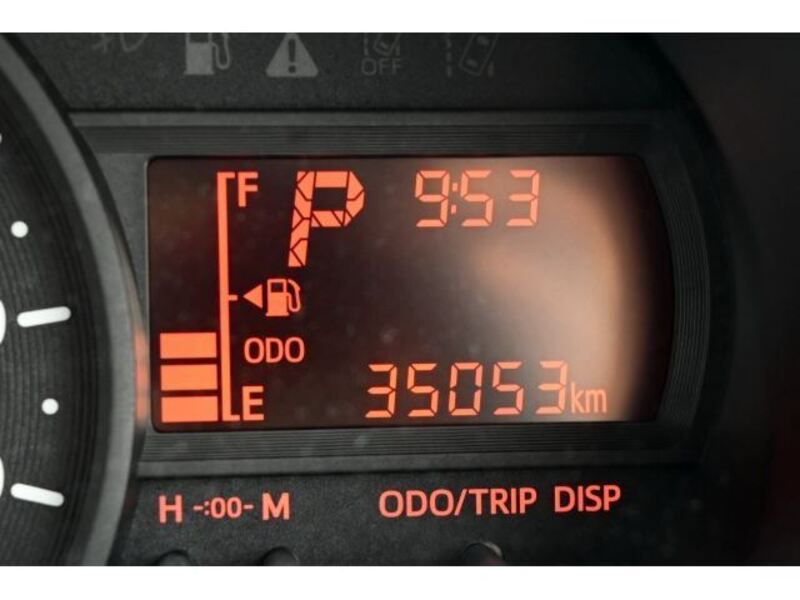 OFF
F P 9:53
ODO
E 35053km
H -:00- M ODO/TRIP DISP